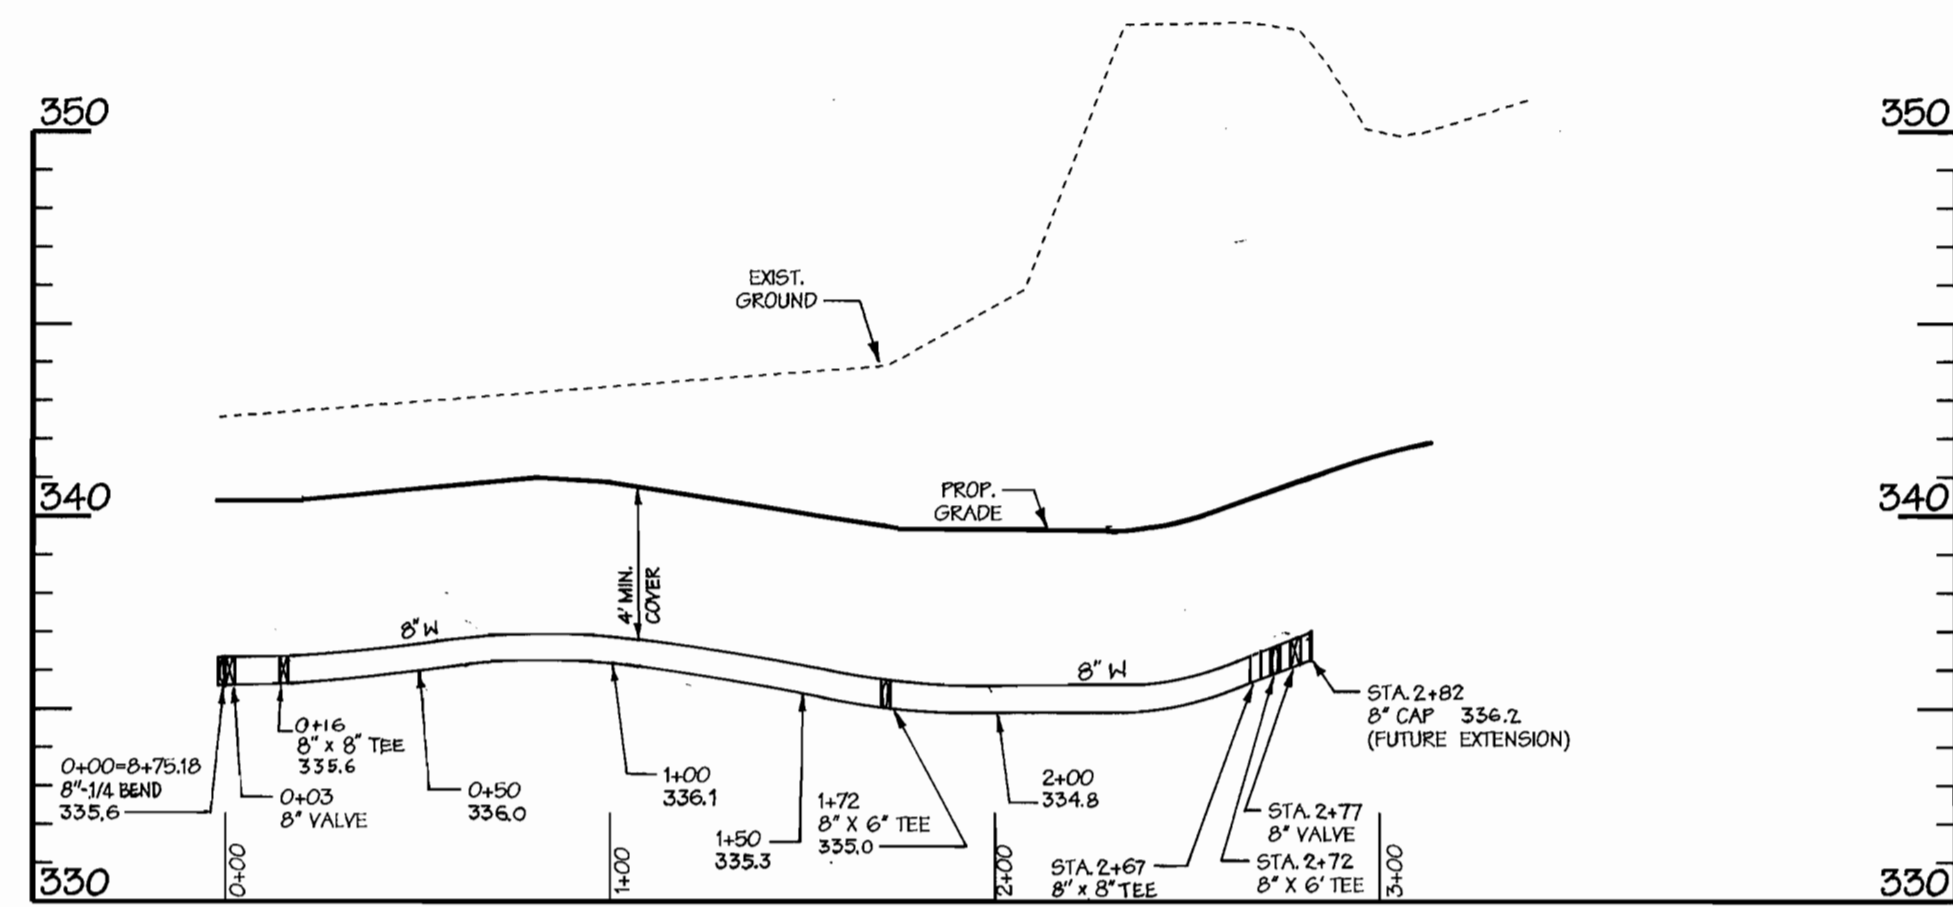 350
350
EXIST.
GROUND
340
340
PROP.
GRADE
4' MIN.
COVER
8" W
8" W
0+00=8+75.18
8"-1/4 BEND
335.6
0+03
8" VALVE
0+16
8" x 8" TEE
335.6
0+50
336.0
1+00
336.1
1+50
335.3
1+72
8" X 6" TEE
335.0
2+00
334.8
STA. 2+67
8" x 8" TEE
STA. 2+72
8" X 6' TEE
STA. 2+77
8" VALVE
STA. 2+82
8" CAP 336.2
(FUTURE EXTENSION)
330
0+00
1+00
2+00
3+00
330